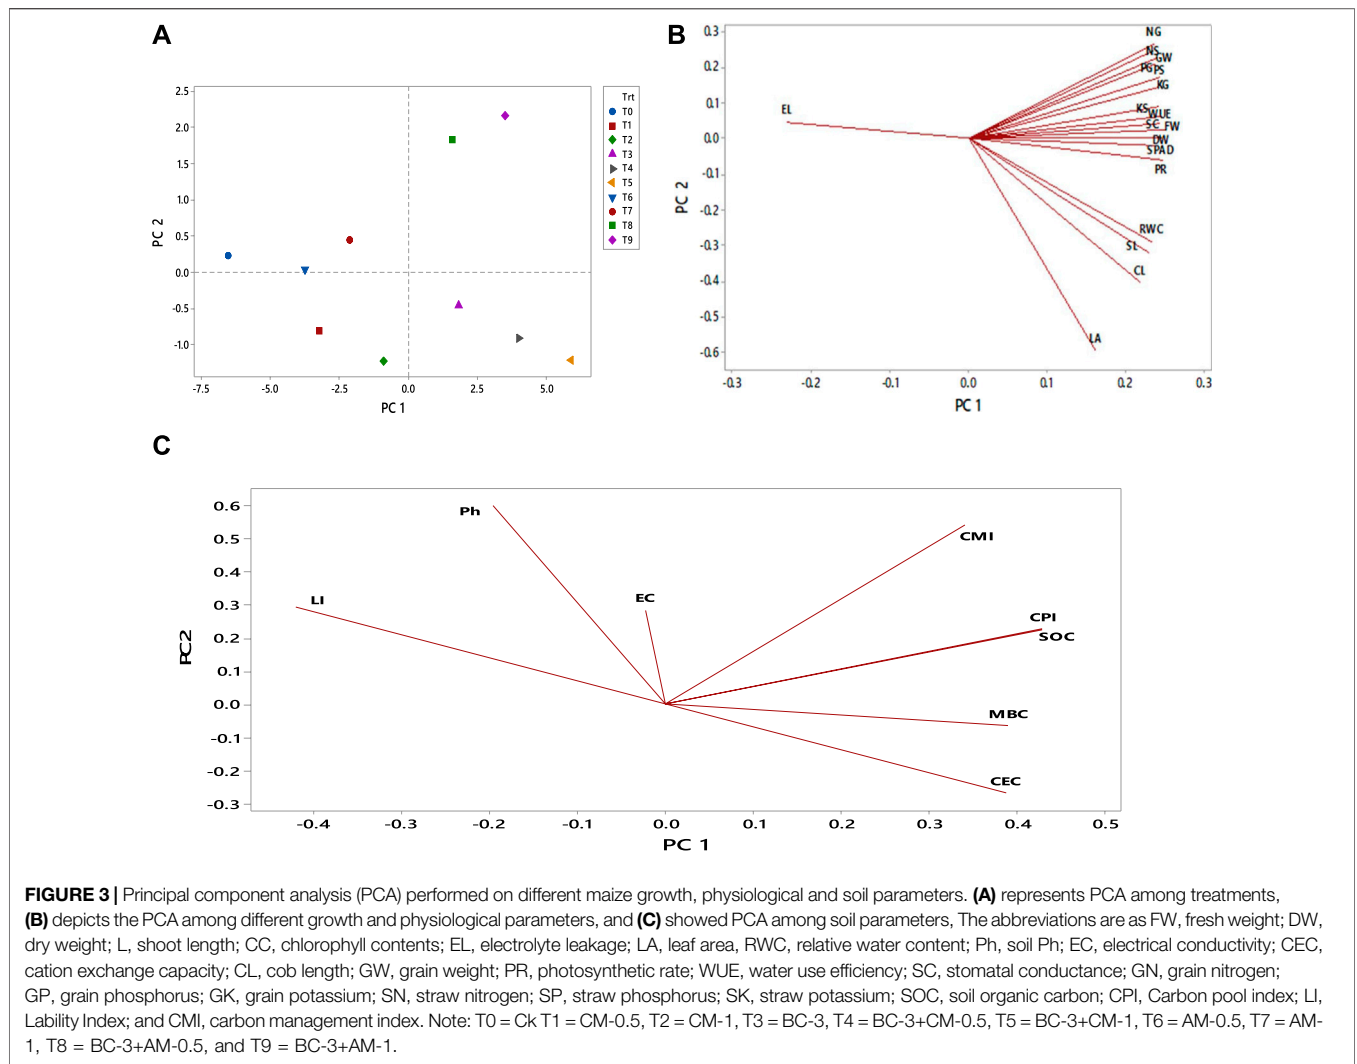 A
2.5
2.0
1.5
1.0
0.5
0.0
-0.5
-1.0
PC 2
-7.5 -5.0 -2.5 0.0 2.5 5.0
PC 1
Trt
T0
T1
T2
T3
T4
T5
T6
T7
T8
T9
B
0.3
0.2
0.1
0.0
-0.1
-0.2
-0.3
-0.4
-0.5
-0.6
PC 2
EL
NG
NS
GW
PG PS
KG
KS
WUE
SC FW
DW
SPAD
PR
RWC
SL
CL
LA
-0.3 -0.2 -0.1 0.0 0.1 0.2 0.3
PC 1
C
0.6
0.5
0.4
0.3
0.2
0.1
0.0
-0.1
-0.2
-0.3
PC2
Ph
CMI
LI
EC
CPI
SOC
MBC
CEC
-0.4 -0.3 -0.2 -0.1 0.0 0.1 0.2 0.3 0.4 0.5
PC 1
FIGURE 3 | Principal component analysis (PCA) performed on different maize growth, physiological and soil parameters. (A) represents PCA among treatments,
(B) depicts the PCA among different growth and physiological parameters, and (C) showed PCA among soil parameters, The abbreviations are as FW, fresh weight; DW,
dry weight; L, shoot length; CC, chlorophyll contents; EL, electrolyte leakage; LA, leaf area, RWC, relative water content; Ph, soil Ph; EC, electrical conductivity; CEC,
cation exchange capacity; CL, cob length; GW, grain weight; PR, photosynthetic rate; WUE, water use efficiency; SC, stomatal conductance; GN, grain nitrogen;
GP, grain phosphorus; GK, grain potassium; SN, straw nitrogen; SP, straw phosphorus; SK, straw potassium; SOC, soil organic carbon; CPI, Carbon pool index; LI,
Lability Index; and CMI, carbon management index. Note: T0 = Ck T1 = CM-0.5, T2 = CM-1, T3 = BC-3, T4 = BC-3+CM-0.5, T5 = BC-3+CM-1, T6 = AM-0.5, T7 = AM-
1, T8 = BC-3+AM-0.5, and T9 = BC-3+AM-1.